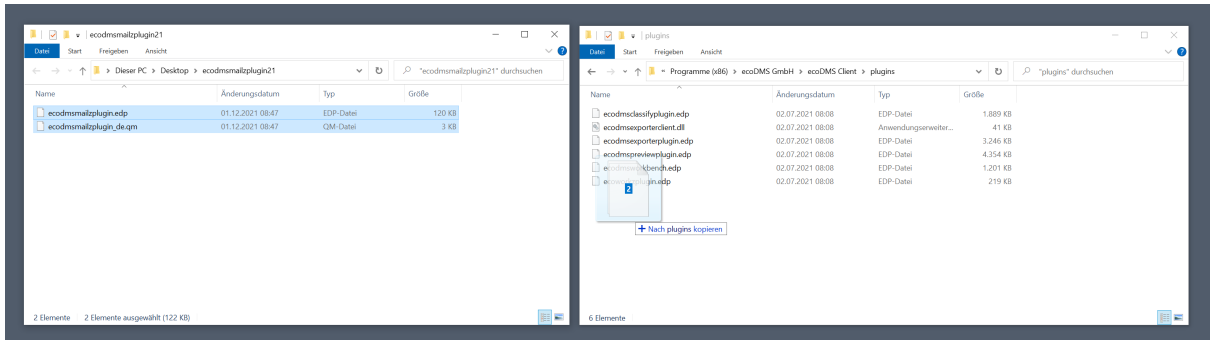 ecodmsmailzplugin21
Datei Start Freigeben Ansicht
Dieser PC > Desktop > ecodmsmailzplugin21
"ecodmsmailzplugin21" durchsuchen
Name Änderungsdatum Typ Größe
ecodmsmailzplugin.edp 01.12.2021 08:47 EDP-Datei 120 KB
ecodmsmailzplugin_de.qm 01.12.2021 08:47 QM-Datei 3 KB
2 Elemente 2 Elemente ausgewählt (122 KB)
plugins
Datei Start Freigeben Ansicht
« Programme (x86) > ecoDMS GmbH > ecoDMS Client > plugins
"plugins" durchsuchen
Name Änderungsdatum Typ Größe
ecodmsclassifyplugin.edp 02.07.2021 08:08 EDP-Datei 1.889 KB
ecodmsexporterclient.dll 02.07.2021 08:08 Anwendungserweiter... 41 KB
ecodmsexporterplugin.edp 02.07.2021 08:08 EDP-Datei 3.246 KB
ecodmspreviewplugin.edp 02.07.2021 08:08 EDP-Datei 4.354 KB
02.07.2021 08:08 EDP-Datei 1.201 KB
02.07.2021 08:08 EDP-Datei 219 KB
2
+ Nach plugins kopieren
6 Elemente